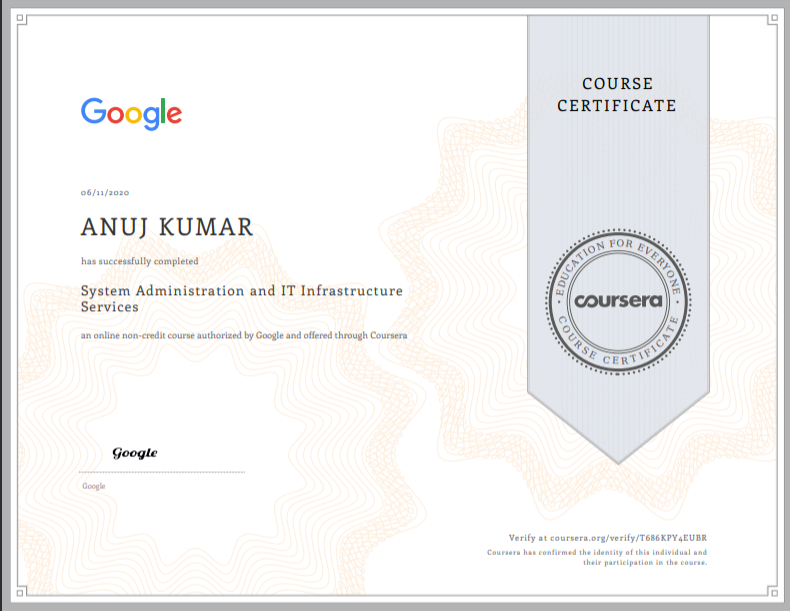 Google
COURSE
CERTIFICATE
06/11/2020
ANUJ KUMAR
has successfully completed
System Administration and IT Infrastructure
Services
an online non-credit course authorized by Google and offered through Coursera
EDUCATION FOR EVERYONE
coursera
COURSE CERTIFICATE
Google
Google
Verify at coursera.org/verify/T686KPY4EUBR
Coursera has confirmed the identity of this individual and
their participation in the course.